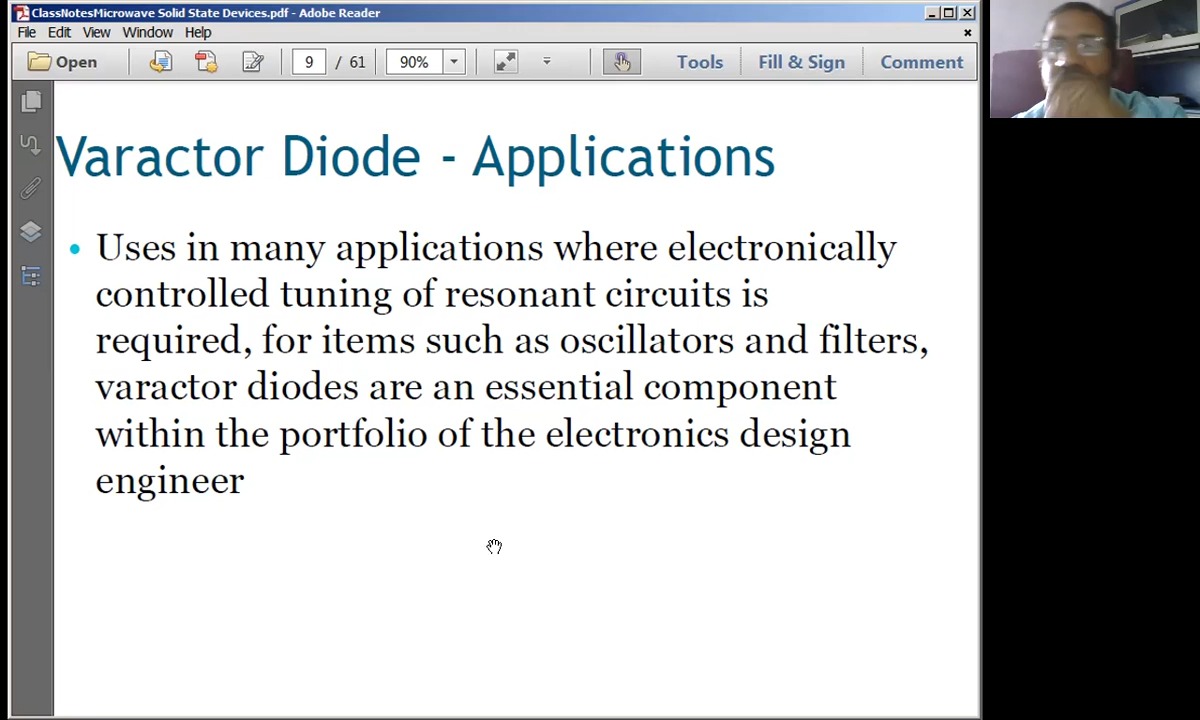 ClassNotesMicrowave Solid State Devices.pdf - Adobe Reader
File Edit View Window Help
Open 9 / 61 90% Tools Fill & Sign Comment
Varactor Diode - Applications
• Uses in many applications where electronically
controlled tuning of resonant circuits is
required, for items such as oscillators and filters,
varactor diodes are an essential component
within the portfolio of the electronics design
engineer